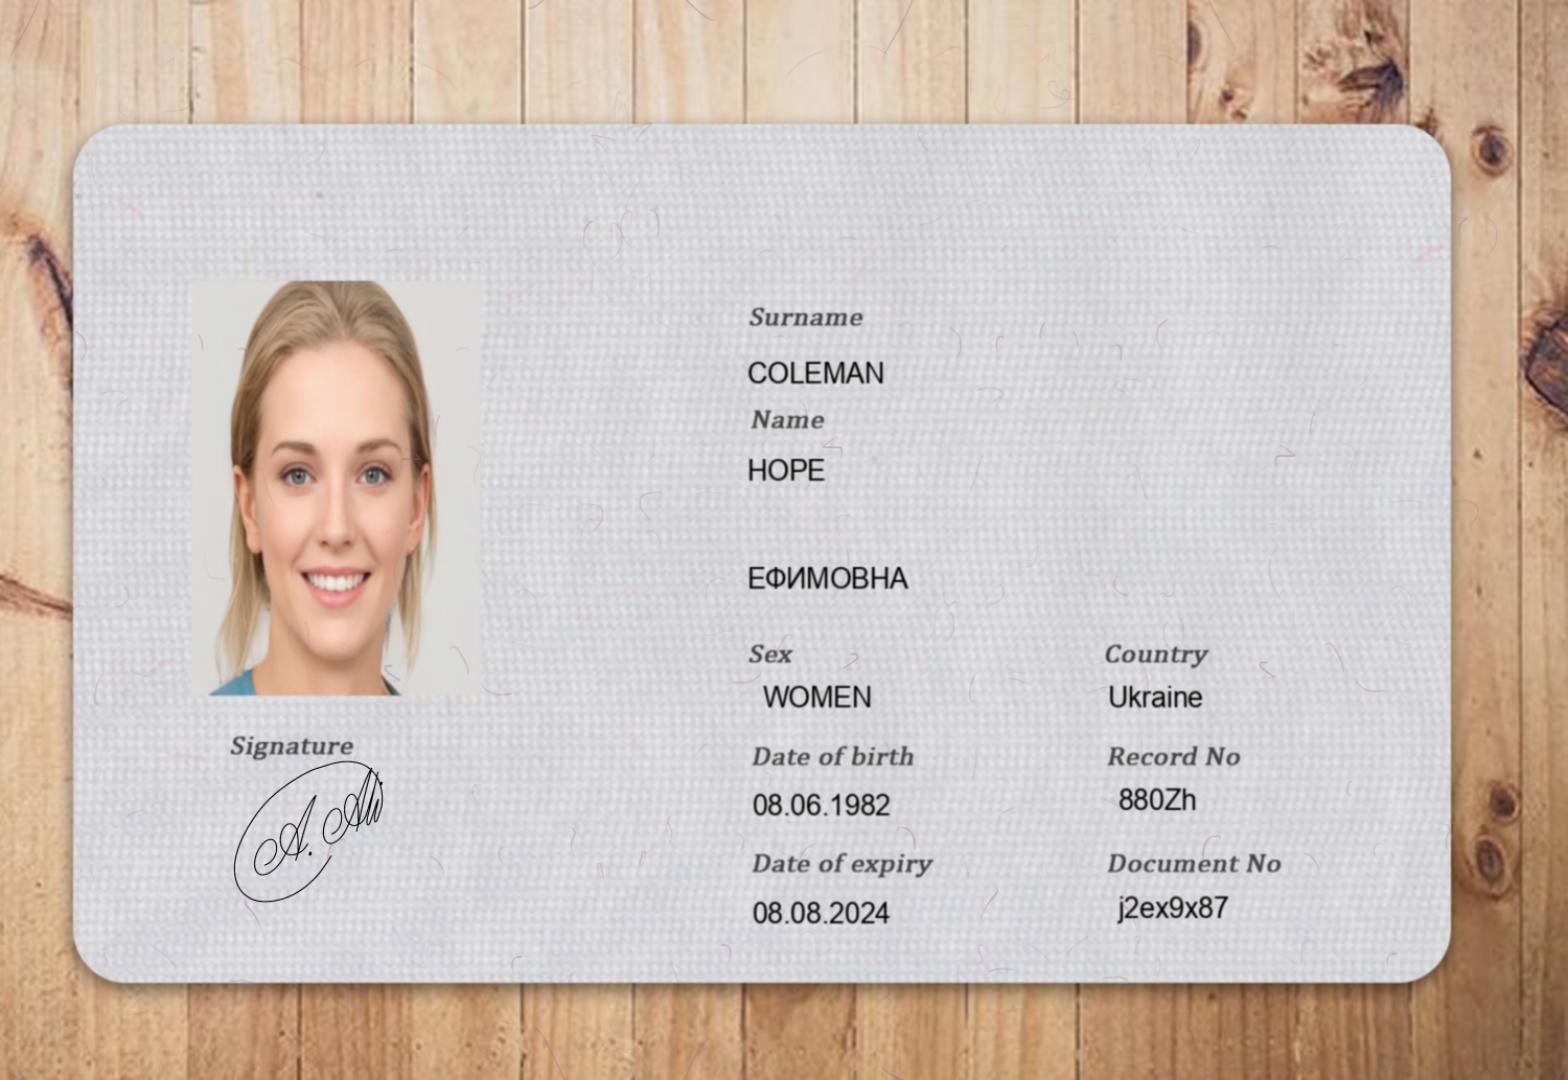 Surname
COLEMAN
Name
HOPE
ЕФИМОВНА
Sex
Country
WOMEN
Ukraine
Signature
Date of birth
Record No
08.06.1982
880Zh
Date of expiry
Document No
08.08.2024
j2ex9x87